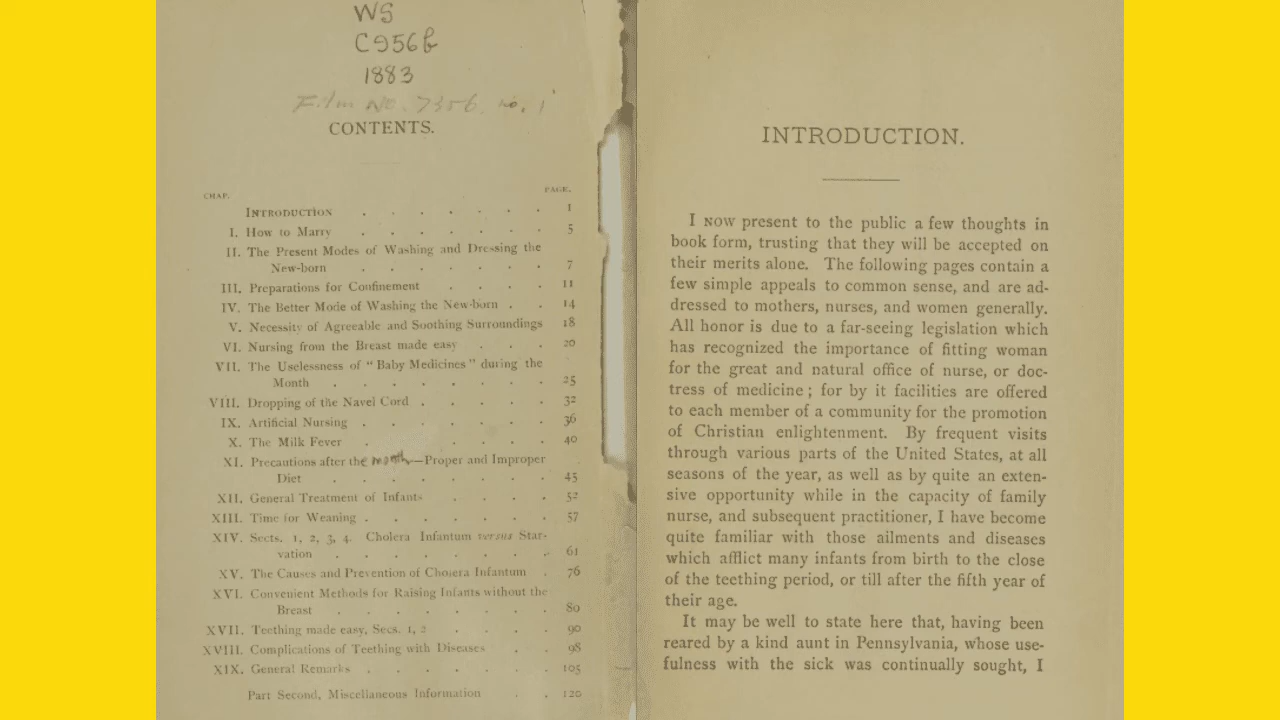 WS
C956b
1883
Film No. 7356. no. 1
CONTENTS.
CHAP. PAGE.
INTRODUCTION . . . . . . . 1
I. How to Marry . . . . . . . 5
II. The Present Modes of Washing and Dressing the
New-born . . . . . . . 7
III. Preparations for Confinement . . . . 11
IV. The Better Mode of Washing the New-born . . 14
V. Necessity of Agreeable and Soothing Surroundings 18
VI. Nursing from the Breast made easy . . . 20
VII. The Uselessness of "Baby Medicines" during the
Month . . . . . . . 25
VIII. Dropping of the Navel Cord . . . . . 32
IX. Artificial Nursing . . . . . . 36
X. The Milk Fever . . . . . 40
XI. Precautions after the month—Proper and Improper
Diet . . . . . . . 45
XII. General Treatment of Infants . . . . 52
XIII. Time for Weaning . . . . . . 57
XIV. Sects. 1, 2, 3, 4. Cholera Infantum versus Star-
vation . . . . . . . 61
XV. The Causes and Prevention of Cholera Infantum . 76
XVI. Convenient Methods for Raising Infants without the
Breast . . . . . . . 80
XVII. Teething made easy, Secs. 1, 2 . . . . 90
XVIII. Complications of Teething with Diseases . . 98
XIX. General Remarks . . . . . . 105
Part Second, Miscellaneous Information . . 120
INTRODUCTION.
I NOW present to the public a few thoughts in
book form, trusting that they will be accepted on
their merits alone. The following pages contain a
few simple appeals to common sense, and are ad-
dressed to mothers, nurses, and women generally.
All honor is due to a far-seeing legislation which
has recognized the importance of fitting woman
for the great and natural office of nurse, or doc-
tress of medicine; for by it facilities are offered
to each member of a community for the promotion
of Christian enlightenment. By frequent visits
through various parts of the United States, at all
seasons of the year, as well as by quite an exten-
sive opportunity while in the capacity of family
nurse, and subsequent practitioner, I have become
quite familiar with those ailments and diseases
which afflict many infants from birth to the close
of the teething period, or till after the fifth year of
their age.
It may be well to state here that, having been
reared by a kind aunt in Pennsylvania, whose use-
fulness with the sick was continually sought, I